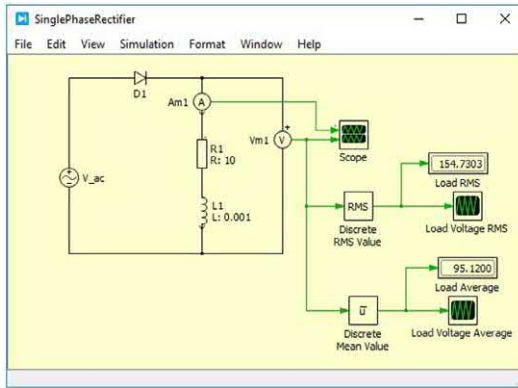 SinglePhaseRectifier
File Edit View Simulation Format Window Help
D1
Am1 A
R1
R: 10
Vm1 V
Scope
V_ac
L1
L: 0.001
154.7303
Load RMS
RMS
Discrete
RMS Value
Load Voltage RMS
95.1200
Load Average
ū
Discrete
Mean Value
Load Voltage Average